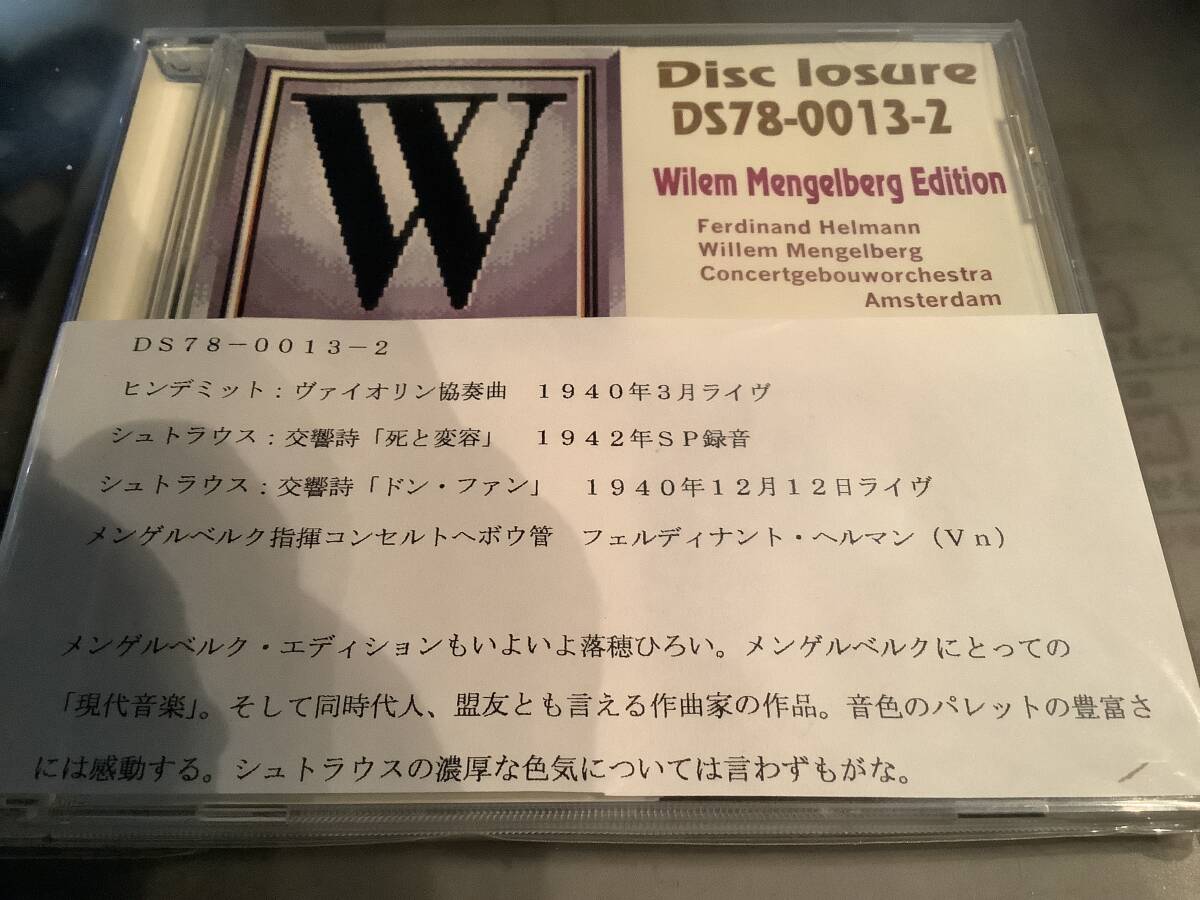 W
Disc losure
DS78-0013-2
Wilem Mengelberg Edition
Ferdinand Helmann
Willem Mengelberg
Concertgebouworchestra
Amsterdam
DS78-0013-2
ヒンデミット:ヴァイオリン協奏曲 1940年3月ライヴ
シュトラウス:交響詩「死と変容」 1942年SP録音
シュトラウス:交響詩「ドン・ファン」 1940年12月12日ライヴ
メンゲルベルク指揮コンセルトヘボウ管 フェルディナント・ヘルマン(Vn)
メンゲルベルク・エディションもいよいよ落穂ひろい。メンゲルベルクにとっての
「現代音楽」。そして同時代人、盟友とも言える作曲家の作品。音色のパレットの豊富さ
には感動する。シュトラウスの濃厚な色気については言わずもがな。